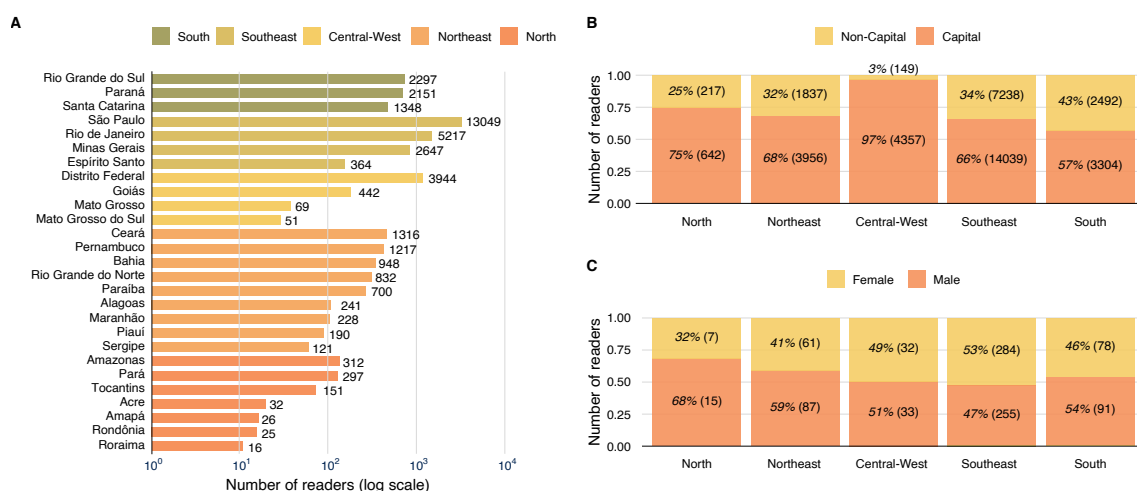 A
South Southeast Central-West Northeast North
Rio Grande do Sul 2297
Paraná 2151
Santa Catarina 1348
São Paulo 13049
Rio de Janeiro 5217
Minas Gerais 2647
Espírito Santo 364
Distrito Federal 3944
Goiás 442
Mato Grosso 69
Mato Grosso do Sul 51
Ceará 1316
Pernambuco 1217
Bahia 948
Rio Grande do Norte 832
Paraíba 700
Alagoas 241
Maranhão 228
Piauí 190
Sergipe 121
Amazonas 312
Pará 297
Tocantins 151
Acre 32
Amapá 26
Rondônia 25
Roraima 16
10⁰ 10¹ 10² 10³ 10⁴
Number of readers (log scale)
B
Non-Capital Capital
Number of readers
1.00
0.75
0.50
0.25
0.00
25% (217) 32% (1837) 3% (149) 34% (7238) 43% (2492)
75% (642) 68% (3956) 97% (4357) 66% (14039) 57% (3304)
North Northeast Central-West Southeast South
C
Female Male
Number of readers
1.00
0.75
0.50
0.25
0.00
32% (7) 41% (61) 49% (32) 53% (284) 46% (78)
68% (15) 59% (87) 51% (33) 47% (255) 54% (91)
North Northeast Central-West Southeast South